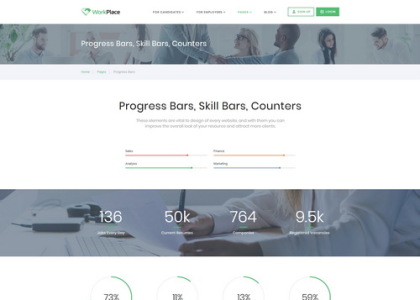 WorkPlace
FOR CANDIDATES
FOR EMPLOYERS
PAGES
BLOG
SIGN UP
LOGIN
Progress Bars, Skill Bars, Counters
Home
Pages
Progress Bars
Progress Bars, Skill Bars, Counters
These elements are vital to design of every website, and with them you can
improve the overall look of your resource and attract more clients.
Sales
Finance
Analytics
Marketing
136
50k
764
9.5k
Jobs Every Day
Current Resumes
Companies
Registered
73%
11%
13%
59%